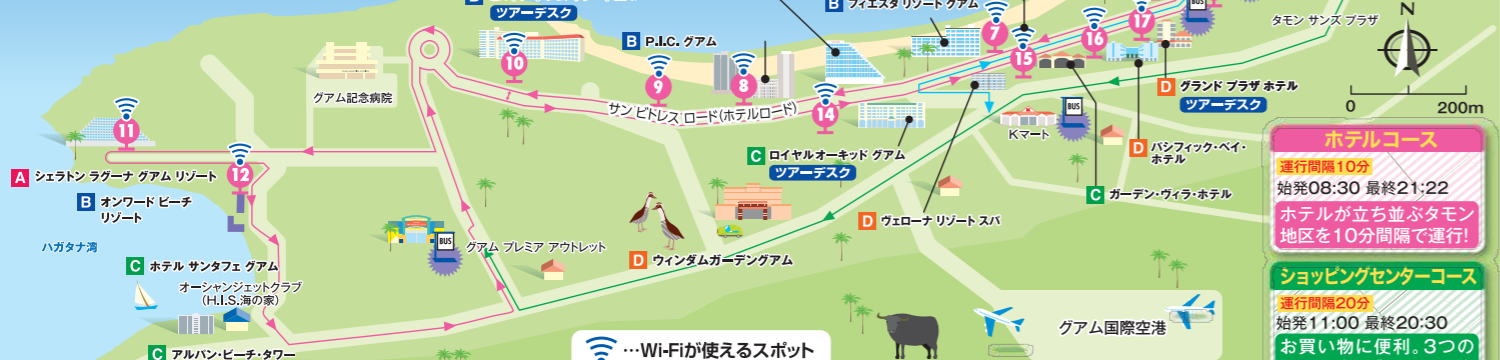 ツアーデスク
B フィエスタ リゾート グアム
7
17
BUS
タモン サンズ プラザ
N
0 200m
グアム記念病院
10
B P.I.C. グアム
9
8
サン ビトレス ロード(ホテルロード)
14
15
16
D グランド プラザ ホテル
ツアーデスク
BUS
Kマート
D パシフィック・ベイ・
ホテル
C ガーデン・ヴィラ・ホテル
11
12
A シェラトン ラグーナ グアム リゾート
B オンワード ビーチ
リゾート
C ロイヤルオーキッド グアム
ツアーデスク
D ヴェローナ リゾート スパ
ハガタナ湾
BUS
グアム プレミア アウトレット
D ウィンダムガーデングアム
C ホテル サンタフェ グアム
オーシャンジェットクラブ
(H.I.S.海の家)
C アルパン・ビーチ・タワー
…Wi-Fiが使えるスポット
グアム国際空港
ホテルコース
運行間隔10分
始発08:30 最終21:22
ホテルが立ち並ぶタモン
地区を10分間隔で運行!
ショッピングセンターコース
運行間隔20分
始発11:00 最終20:30
お買い物に便利。3つの